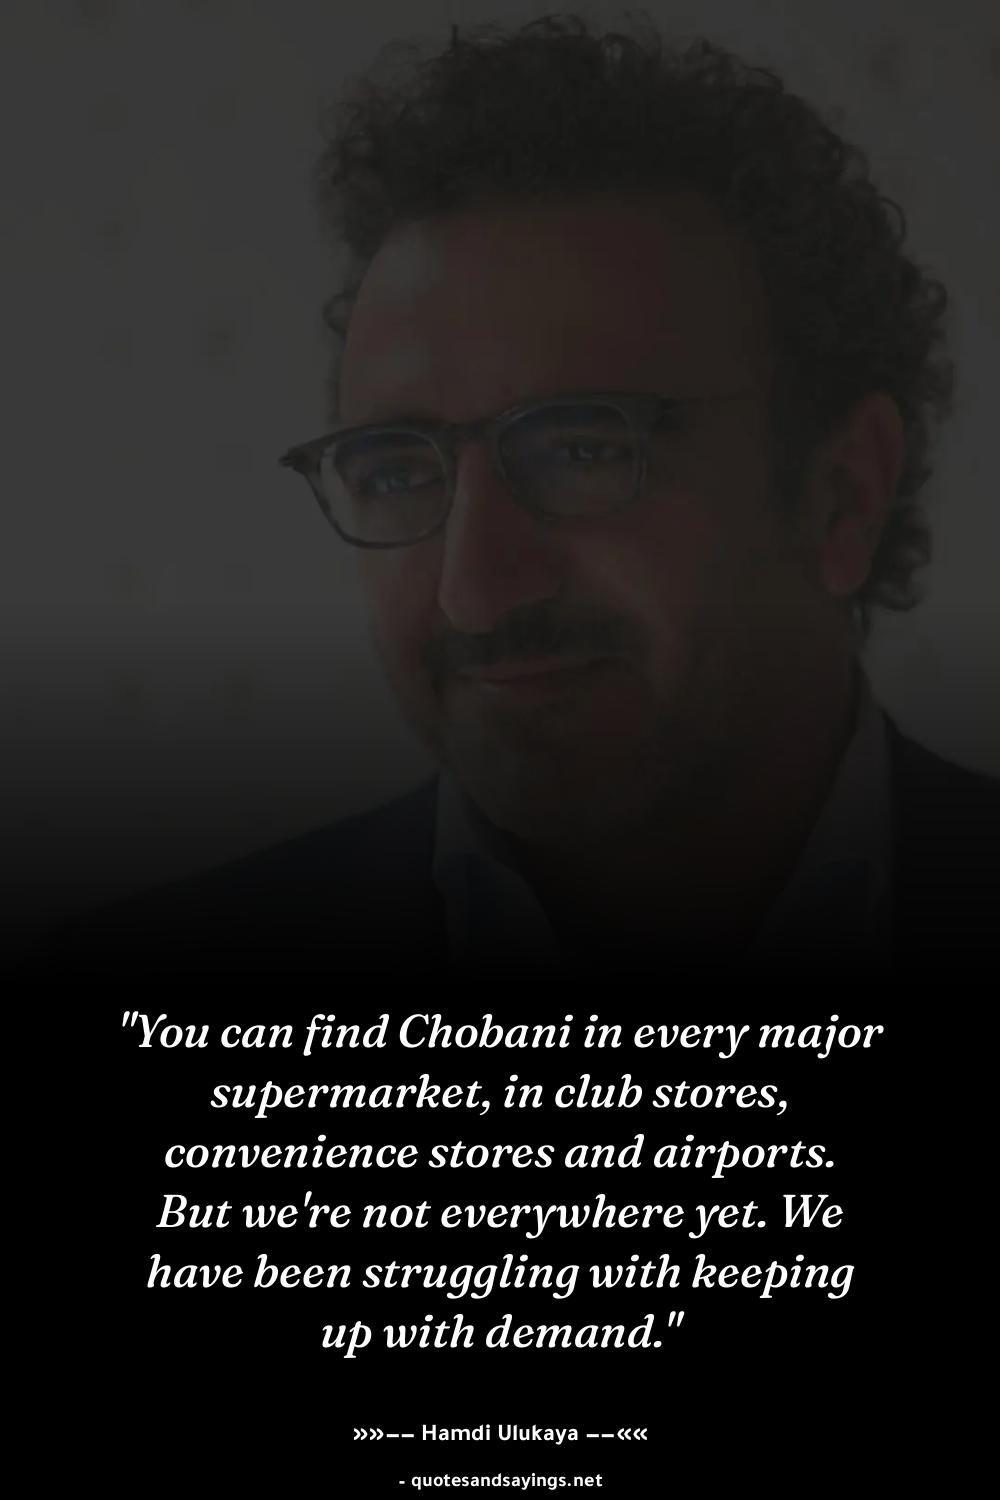 "You can find Chobani in every major
supermarket, in club stores,
convenience stores and airports.
But we're not everywhere yet. We
have been struggling with keeping
up with demand."
»»–– Hamdi Ulukaya ––««
- quotesandsayings.net